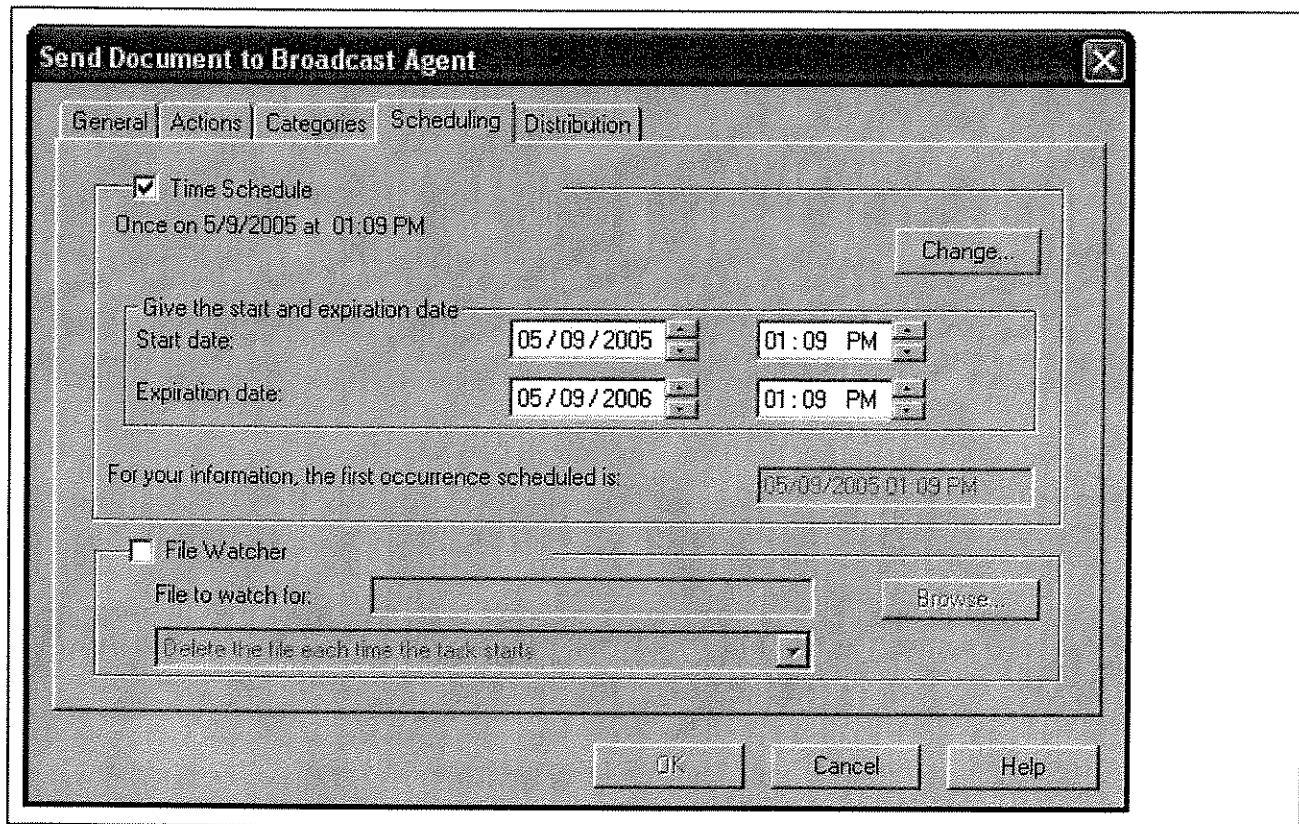 Send Document to Broadcast Agent
General Actions Categories Scheduling Distribution
Time Schedule
Once on 5/9/2005 at 01:09 PM
Change...
Give the start and expiration date
Start date: 05/09/2005 01:09 PM
Expiration date: 05/09/2006 01:09 PM
For your information, the first occurrence scheduled is: 05/09/2005 01:09 PM
File Watcher
File to watch for: Browse...
Delete the file each time the task starts
OK Cancel Help